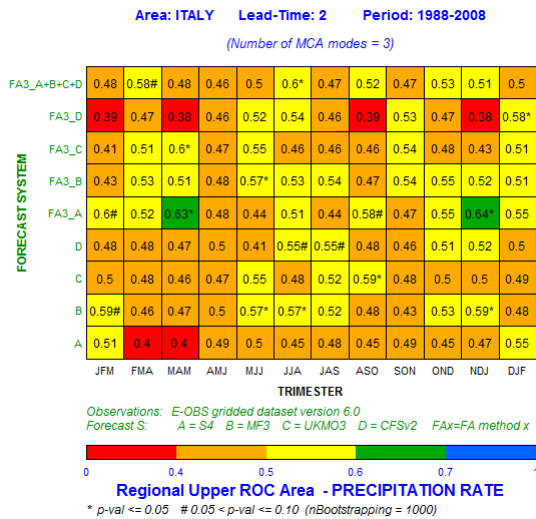 Area: ITALY Lead-Time: 2 Period: 1988-2008
(Number of MCA modes = 3)
FORECAST SYSTEM
FA3_A+B+C+D 0.48 0.58# 0.48 0.46 0.5 0.6* 0.47 0.52 0.47 0.53 0.51 0.5
FA3_D 0.39 0.47 0.38 0.46 0.52 0.54 0.46 0.39 0.53 0.47 0.38 0.58*
FA3_C 0.41 0.51 0.6* 0.47 0.55 0.46 0.46 0.46 0.54 0.48 0.43 0.51
FA3_B 0.43 0.53 0.51 0.48 0.57* 0.53 0.54 0.47 0.54 0.55 0.52 0.51
FA3_A 0.6# 0.52 0.63* 0.48 0.44 0.51 0.44 0.58# 0.47 0.55 0.64* 0.55
D 0.48 0.48 0.47 0.5 0.41 0.55# 0.55# 0.48 0.46 0.51 0.52 0.5
C 0.5 0.48 0.46 0.47 0.55 0.48 0.52 0.59* 0.48 0.5 0.5 0.49
B 0.59# 0.46 0.47 0.5 0.57* 0.57* 0.52 0.48 0.43 0.53 0.59* 0.48
A 0.51 0.4 0.4 0.49 0.5 0.45 0.48 0.45 0.49 0.45 0.47 0.55
JFM FMA MAM AMJ MJJ JJA JAS ASO SON OND NDJ DJF
TRIMESTER
Observations: E-OBS gridded dataset version 6.0
Forecast S: A = S4 B = MF3 C = UKMO3 D = CFSv2 FAx=FA method x
0 0.4 0.5 0.6 0.7 1
Regional Upper ROC Area - PRECIPITATION RATE
* p-val <= 0.05 # 0.05 < p-val <= 0.10 (nBootstrapping = 1000)